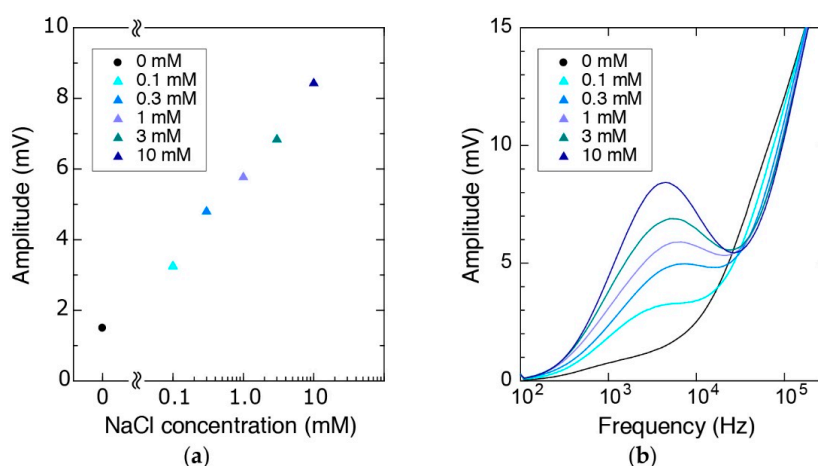 10
8
6
4
2
0
Amplitude (mV)
0 mM
0.1 mM
0.3 mM
1 mM
3 mM
10 mM
0 0.1 1.0 10
NaCl concentration (mM)
(a)
15
10
5
0
Amplitude (mV)
0 mM
0.1 mM
0.3 mM
1 mM
3 mM
10 mM
10² 10³ 10⁴ 10⁵
Frequency (Hz)
(b)